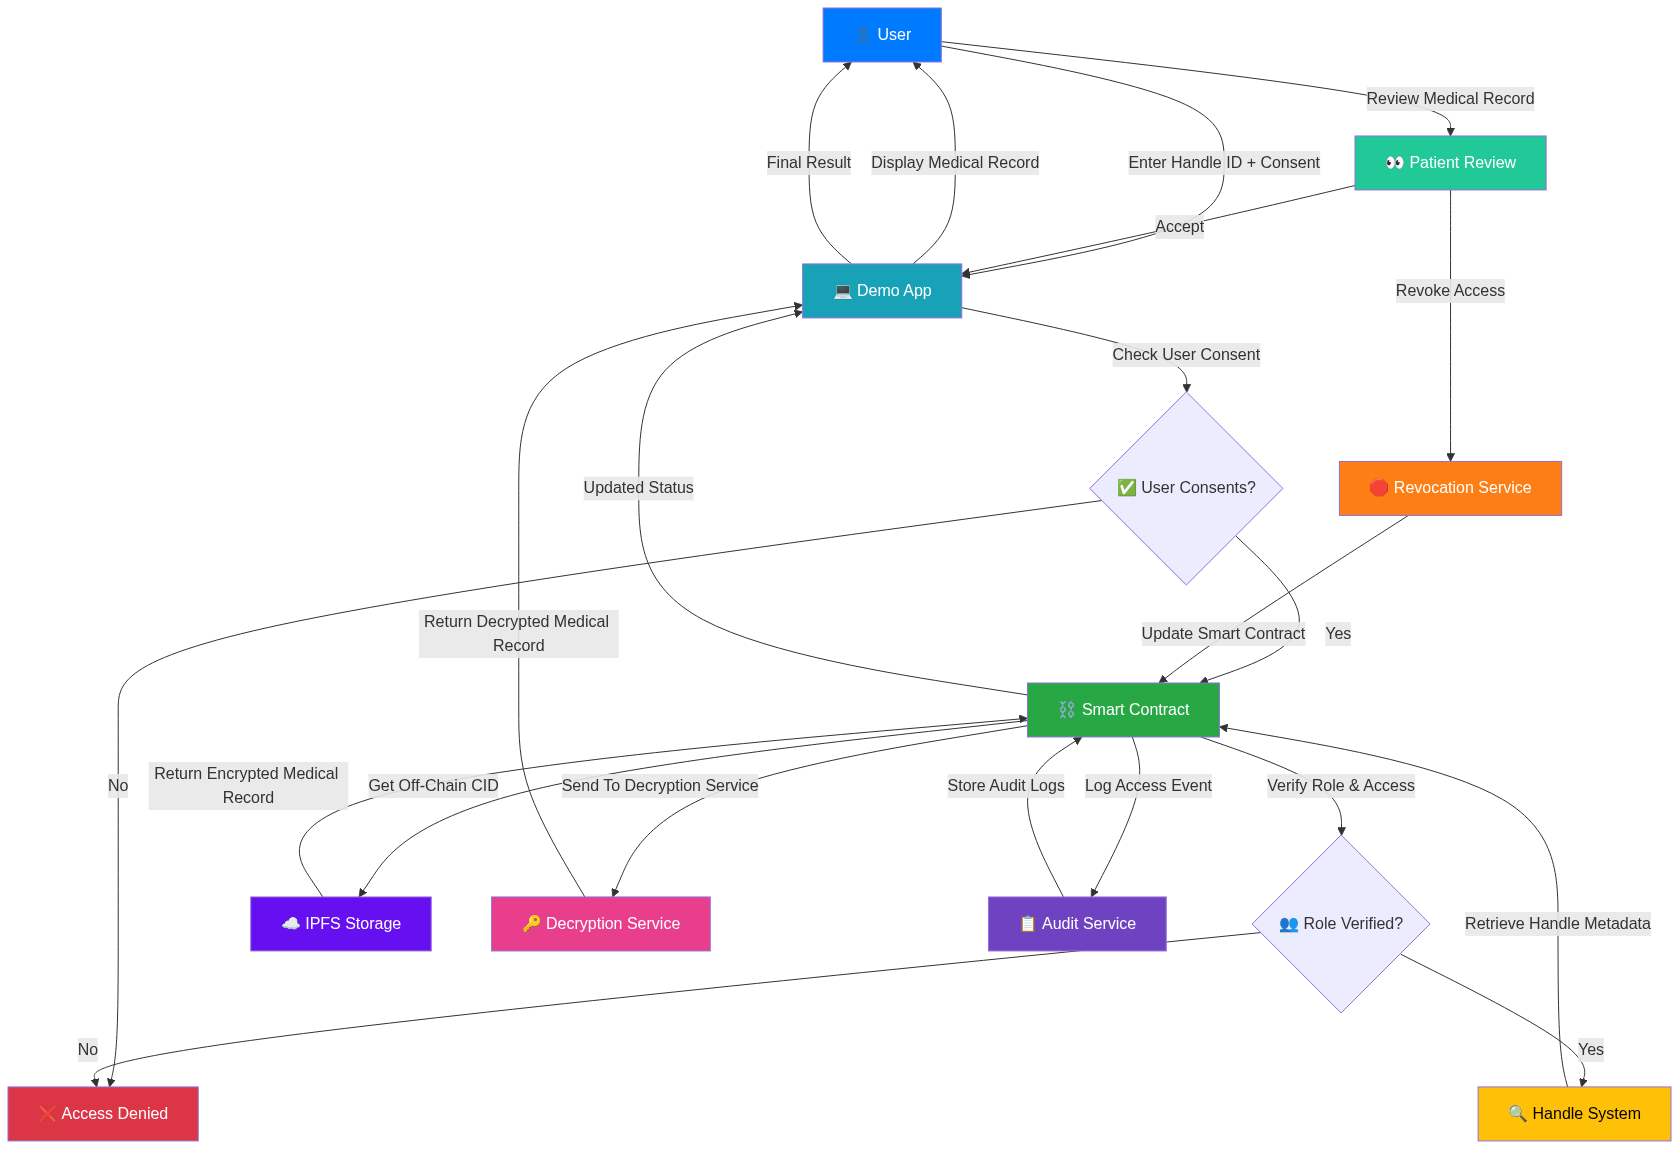 👤 User
Review Medical Record
Final Result
Display Medical Record
Enter Handle ID + Consent
👀 Patient Review
Accept
💻 Demo App
Revoke Access
Check User Consent
Updated Status
✅ User Consents?
🛑 Revocation Service
Return Decrypted Medical
Record
Update Smart Contract
Yes
⛓️ Smart Contract
No
Return Encrypted Medical
Record
Get Off-Chain CID
Send To Decryption Service
Store Audit Logs
Log Access Event
Verify Role & Access
☁️ IPFS Storage
🔑 Decryption Service
📋 Audit Service
👥 Role Verified?
Retrieve Handle Metadata
No
Yes
❌ Access Denied
🔍 Handle System